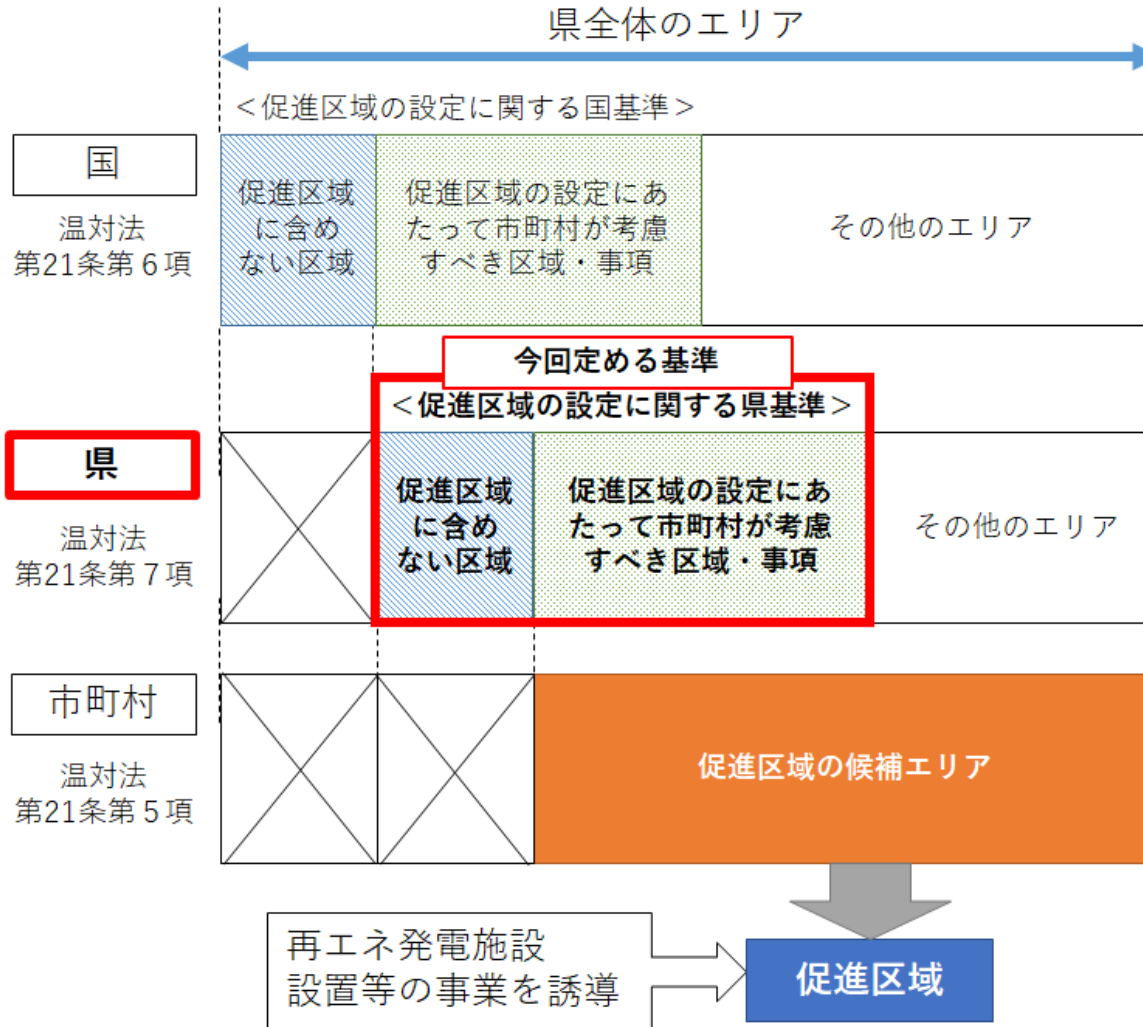 県全体のエリア
＜促進区域の設定に関する国基準＞
国
温対法
第21条第６項
促進区域
に含め
ない区域
促進区域の設定にあ
たって市町村が考慮
すべき区域・事項
その他のエリア
今回定める基準
＜促進区域の設定に関する県基準＞
県
温対法
第21条第７項
促進区域
に含め
ない区域
促進区域の設定にあ
たって市町村が考慮
すべき区域・事項
その他のエリア
市町村
温対法
第21条第５項
促進区域の候補エリア
再エネ発電施設
設置等の事業を誘導
促進区域